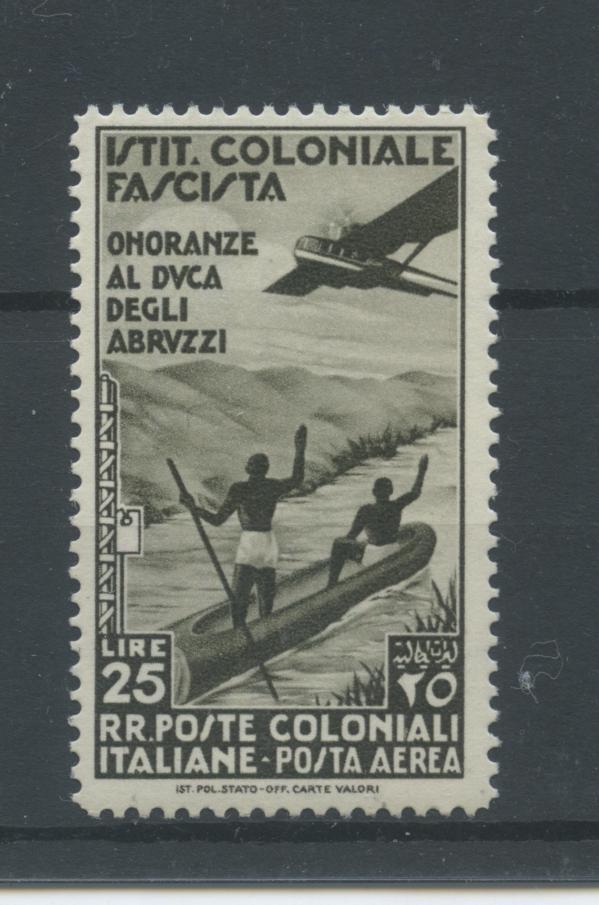 ISTIT. COLONIALE
FASCISTA
ONORANZE
AL DVCA
DEGLI
ABRVZZI
LIRE
25
٢٥
RR. POSTE COLONIALI
ITALIANE - POSTA AEREA
IST. POL. STATO - OFF. CARTE VALORI